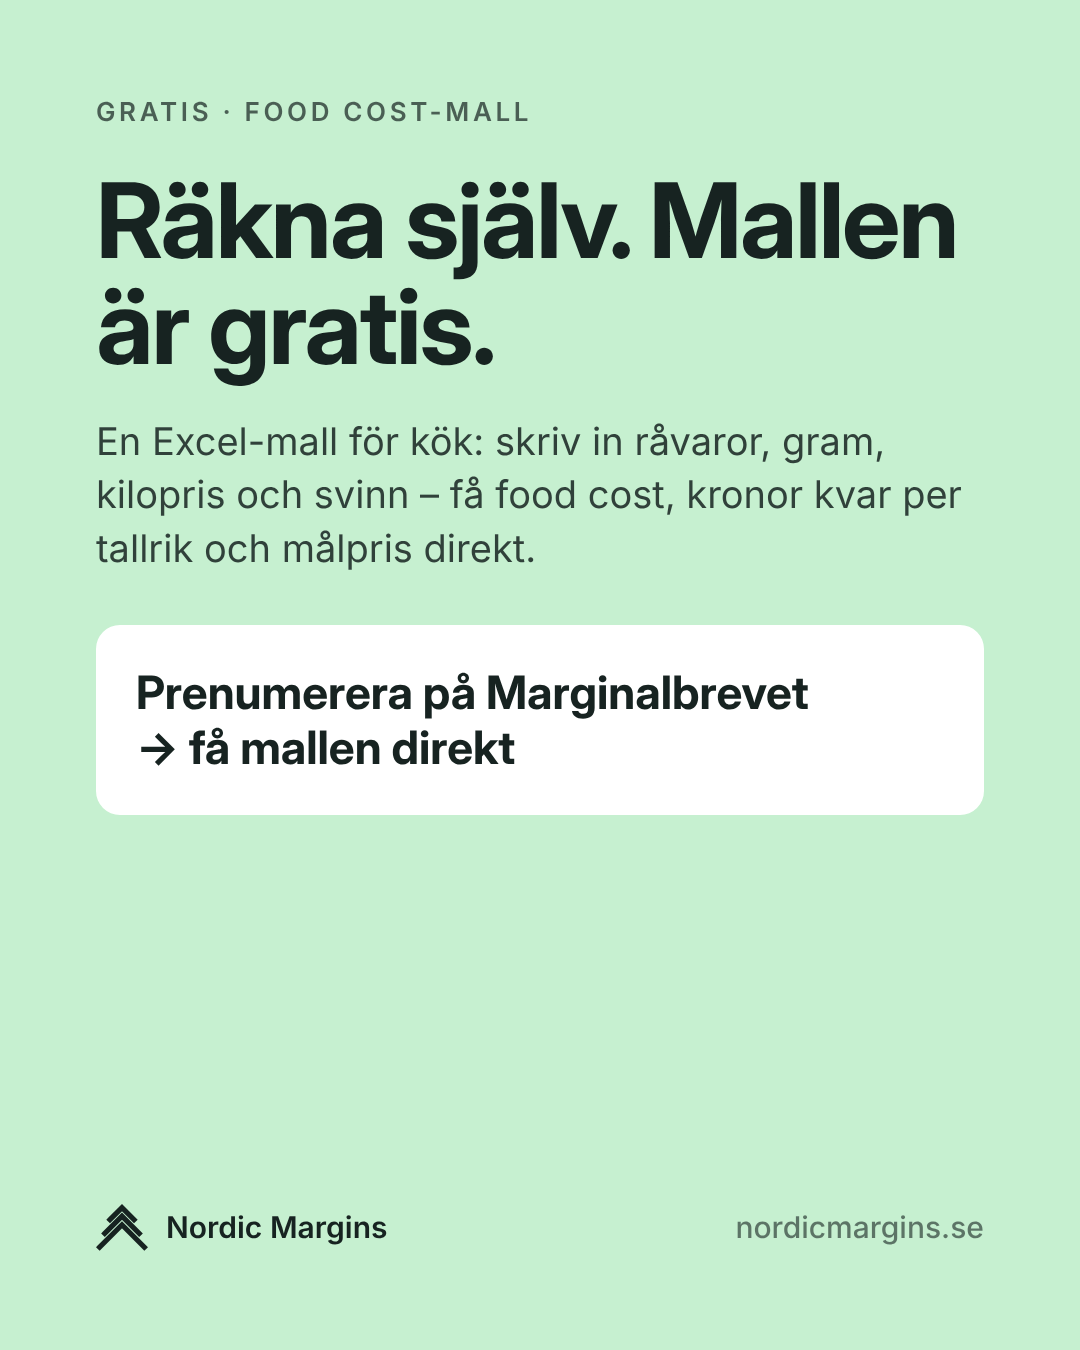 GRATIS · FOOD COST-MALL
Räkna själv. Mallen
är gratis.
En Excel-mall för kök: skriv in råvaror, gram,
kilopris och svinn – få food cost, kronor kvar per
tallrik och målpris direkt.
Prenumerera på Marginalbrevet
→ få mallen direkt
Nordic Margins
nordicmargins.se